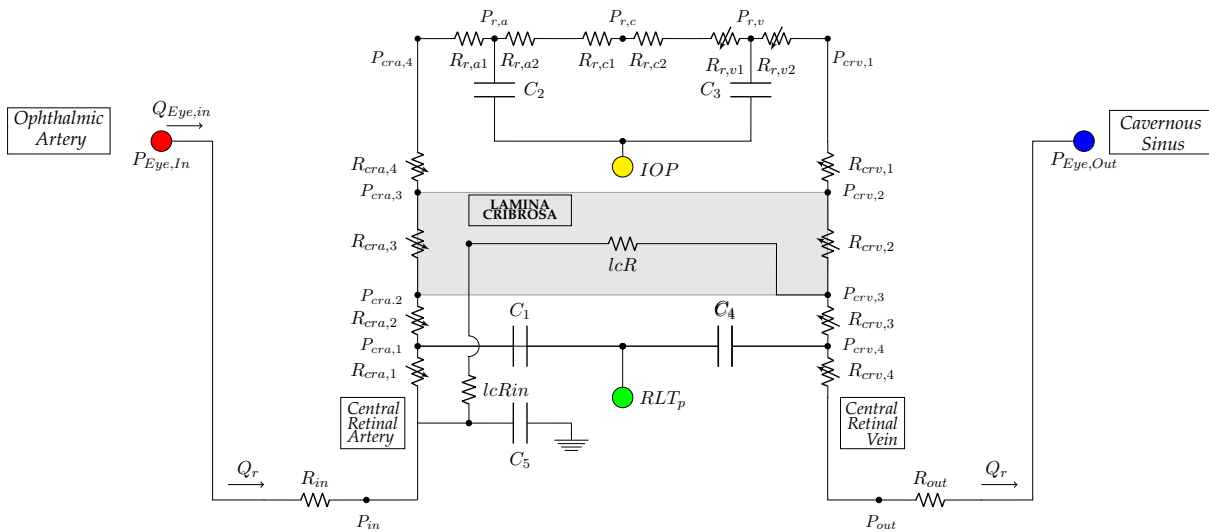 P_{r,a}
P_{r,c}
P_{r,v}
P_{cra,4}
R_{r,a1}
R_{r,a2}
R_{r,c1}
R_{r,c2}
R_{r,v1}
R_{r,v2}
P_{crv,1}
C_2
C_3
Ophthalmic
Artery
Q_{Eye,in}
P_{Eye,In}
Cavernous
Sinus
P_{Eye,Out}
R_{cra,4}
IOP
R_{crv,1}
P_{cra,3}
P_{crv,2}
LAMINA
CRIBROSA
R_{cra,3}
lcR
R_{crv,2}
P_{cra.2}
P_{crv,3}
R_{cra,2}
C_1
C_4
R_{crv,3}
P_{cra,1}
P_{crv,4}
R_{cra,1}
lcRin
RLT_p
R_{crv,4}
Central
Retinal
Artery
C_5
Central
Retinal
Vein
Q_r
R_{in}
P_{in}
R_{out}
Q_r
P_{out}